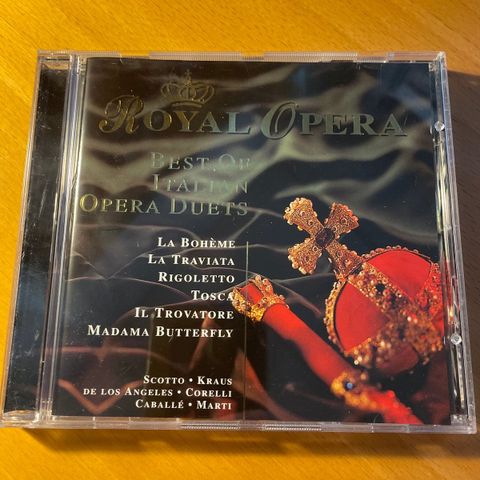 ROYAL OPERA
BEST OF
ITALIAN
OPERA DUETS
LA BOHÈME
LA TRAVIATA
RIGOLETTO
TOSCA
IL TROVATORE
MADAMA BUTTERFLY
SCOTTO • KRAUS
DE LOS ANGELES • CORELLI
CABALLÉ • MARTI